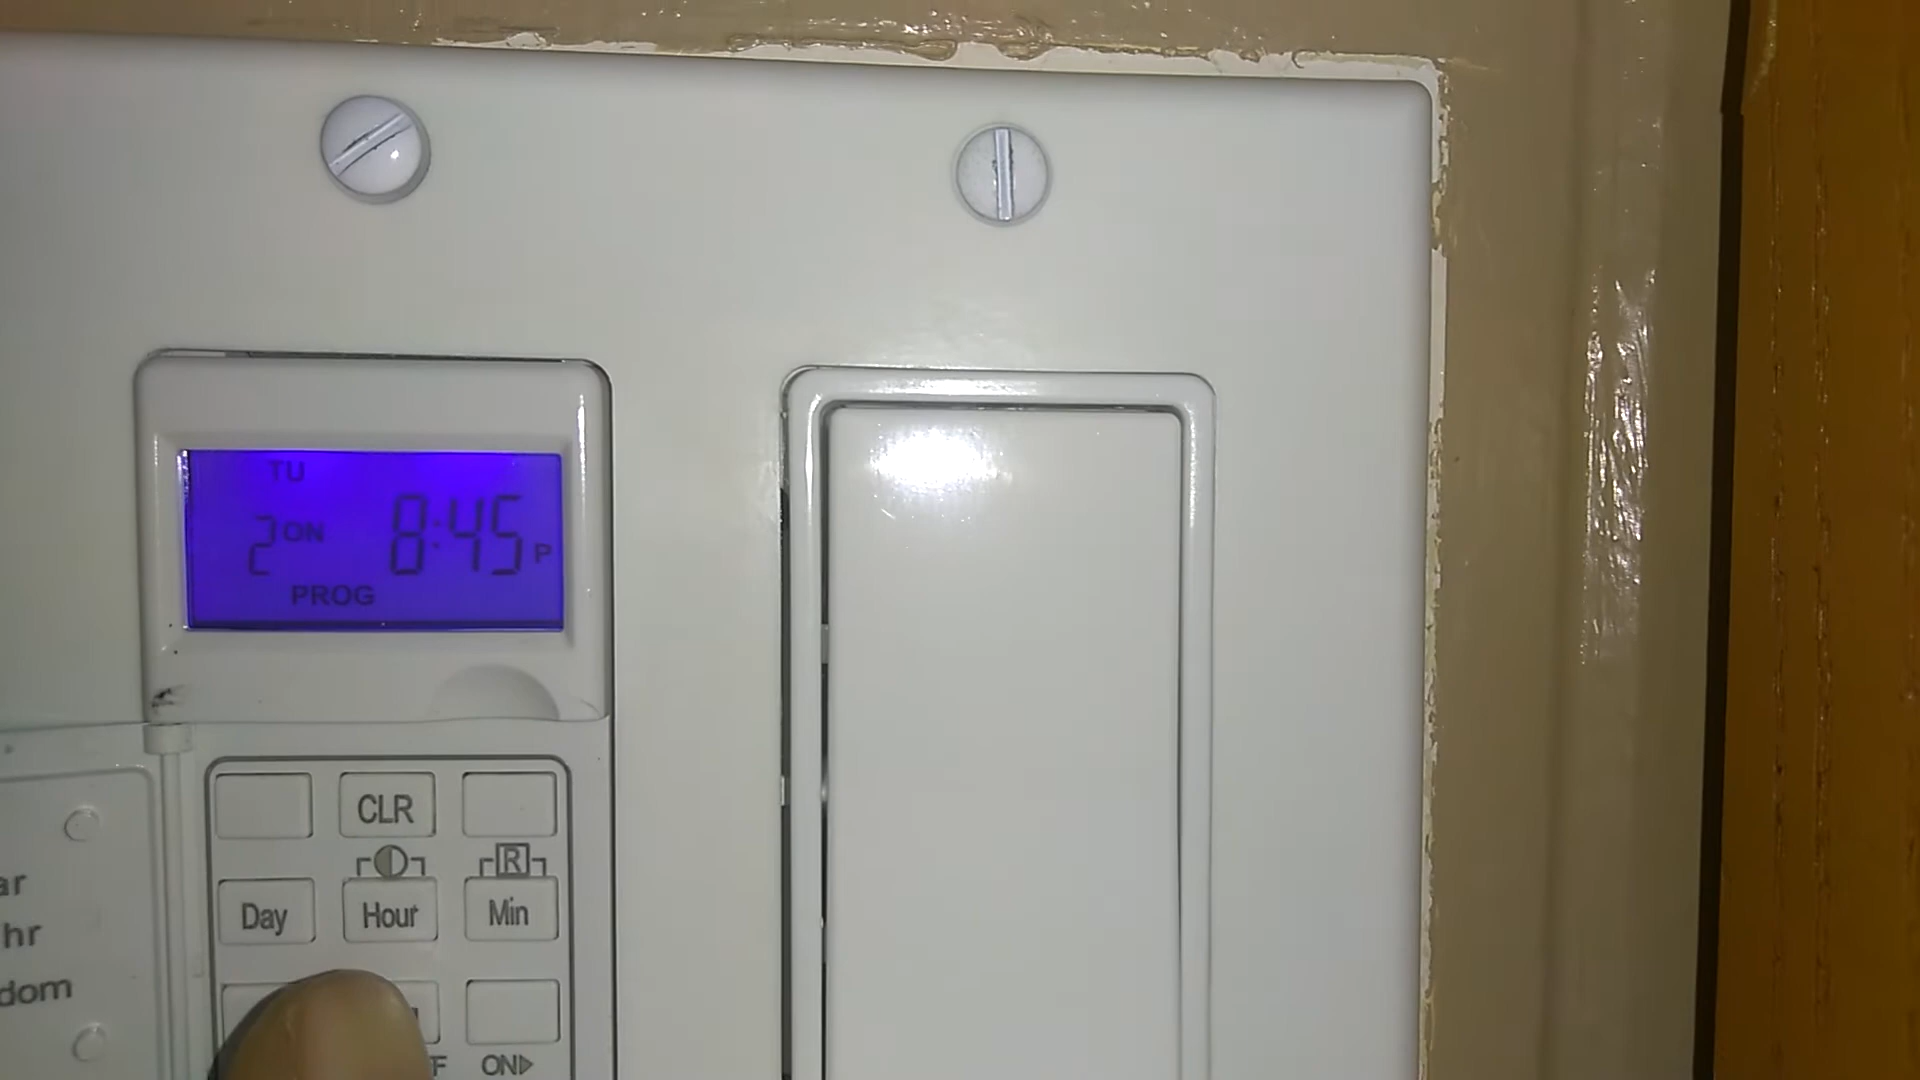 TU
2 ON 8:45 P
PROG
CLR
R
Day Hour Min
ar
hr
dom
F ON